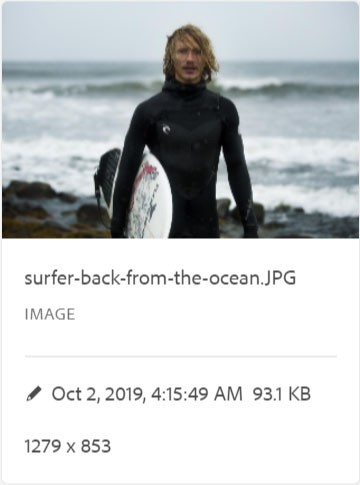 surfer-back-from-the-ocean.JPG
IMAGE
Oct 2, 2019, 4:15:49 AM 93.1 KB
1279 x 853